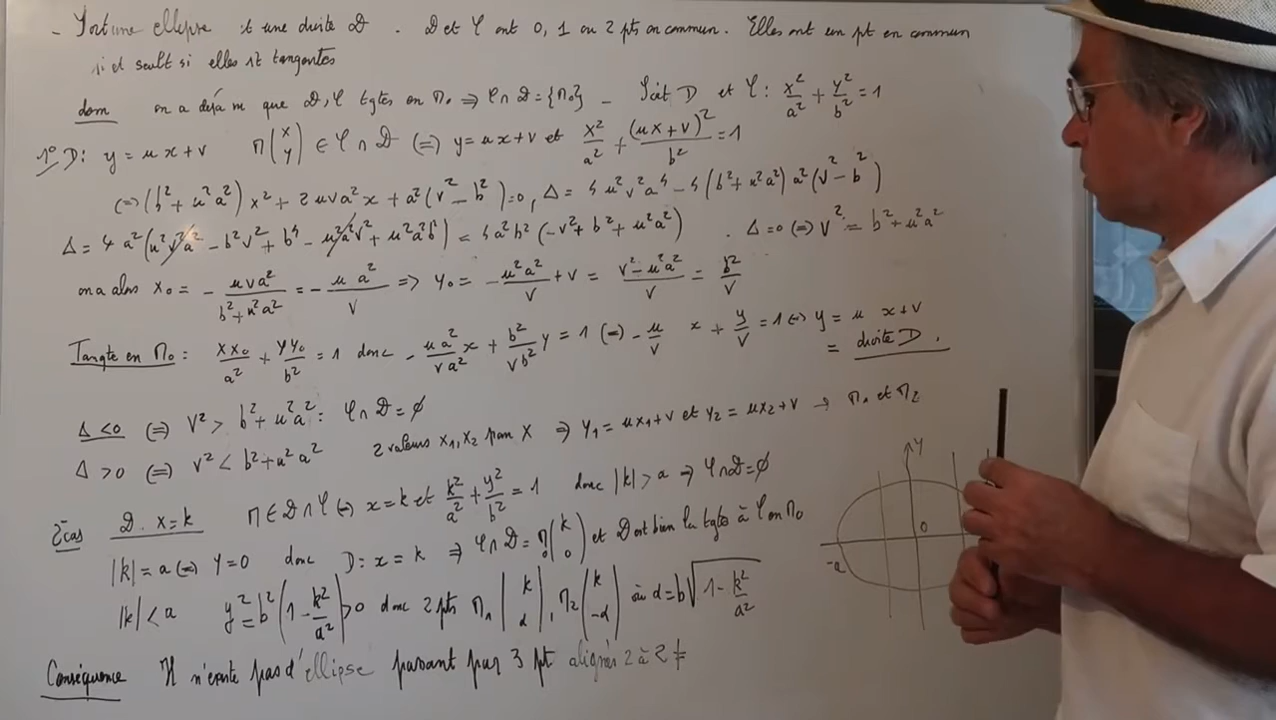 - Soit une ellipse et une droite D . D et φ ont 0, 1 ou 2 pts en commun. Elles ont un pt en commun
si et seult si elles st tangentes
dem on a déjà vu que D, φ tgtes en M₀ ⇒ φ ∩ D = {M₀} - Soit D et φ : x²/a² + y²/b² = 1
1° D : y = ux + v M(x y) ∈ φ ∩ D (=) y = ux + v et x²/a² + (ux + v)²/b² = 1
(=) (b² + u²a²) x² + 2uva²x + a²(v² - b²) = 0, Δ = 4u²v²a⁴ - 4(b² + u²a²)a²(v² - b²)
Δ = 4a²(u²v²a² - b²v² + b⁴ - u²a²v² + u²a²b²) = 4a²b²(-v² + b² + u²a²) . Δ = 0 (=) v² = b² + u²a²
on a alors x₀ = - uva²/(b² + u²a²) = - ua²/v ⇒ y₀ = - u²a²/v + v = (v² - u²a²)/v = b²/v
Tangte en M₀ : xx₀/a² + yy₀/b² = 1 donc - ua²/(va²) x + b²/(vb²) y = 1 (=) - u/v x + y/v = 1 (=) y = u x + v
= droite D.
Δ < 0 (=) v² > b² + u²a² : φ ∩ D = ∅
Δ > 0 (=) v² < b² + u²a² 2 valeurs x₁, x₂ pour x ⇒ y₁ = ux₁ + v et y₂ = ux₂ + v → M₁ et M₂
2è cas D . x = k M ∈ D ∩ φ (=) x = k et k²/a² + y²/b² = 1 donc |k| > a ⇒ φ ∩ D = ∅
|k| = a (=) y = 0 donc D : x = k ⇒ φ ∩ D = M₀(k 0) et D est bien la tgte à φ en M₀
|k| < a y² = b²(1 - k²/a²) > 0 donc 2 pts M₁ |k α|, M₂ (k -α) où α = b√(1 - k²/a²)
Conséquence Il n'existe pas d'ellipse passant par 3 pt alignés 2 à 2 ≠
y
0
-a